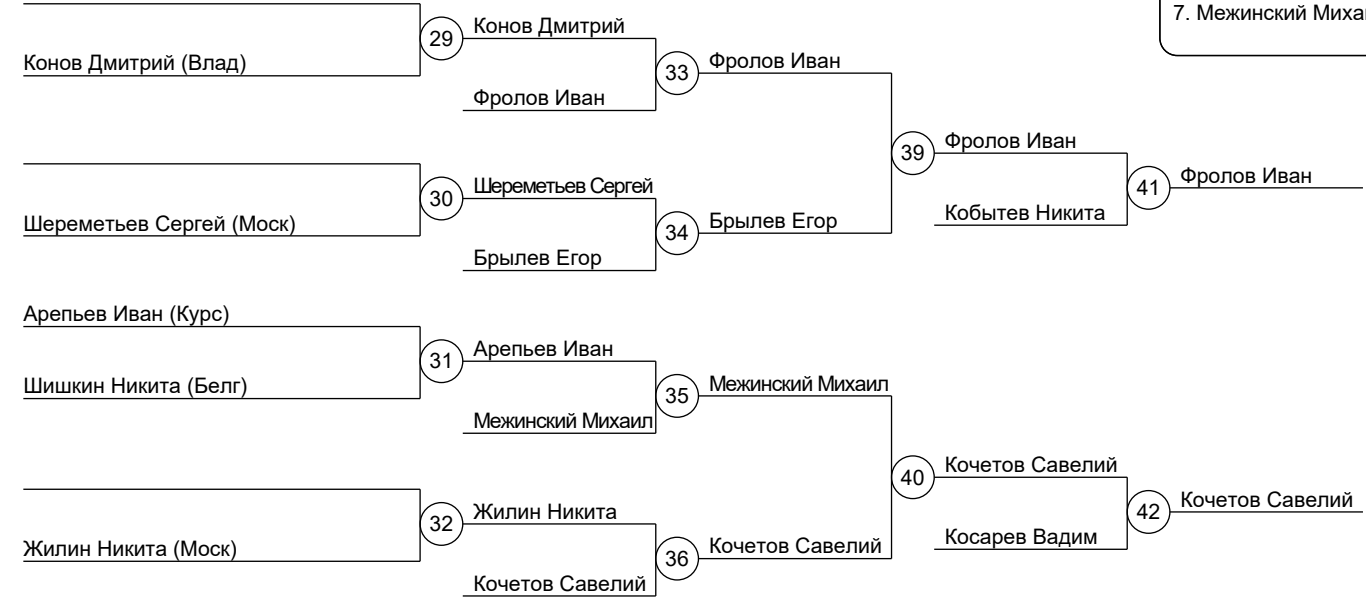 7. Межинский Миха
29
Конов Дмитрий
Конов Дмитрий (Влад)
33
Фролов Иван
Фролов Иван
39
Фролов Иван
41
Фролов Иван
30
Шереметьев Сергей
Шереметьев Сергей (Моск)
34
Брылев Егор
Кобытев Никита
Брылев Егор
Арепьев Иван (Курс)
31
Арепьев Иван
Шишкин Никита (Белг)
35
Межинский Михаил
Межинский Михаил
40
Кочетов Савелий
42
Кочетов Савелий
32
Жилин Никита
Жилин Никита (Моск)
36
Кочетов Савелий
Косарев Вадим
Кочетов Савелий